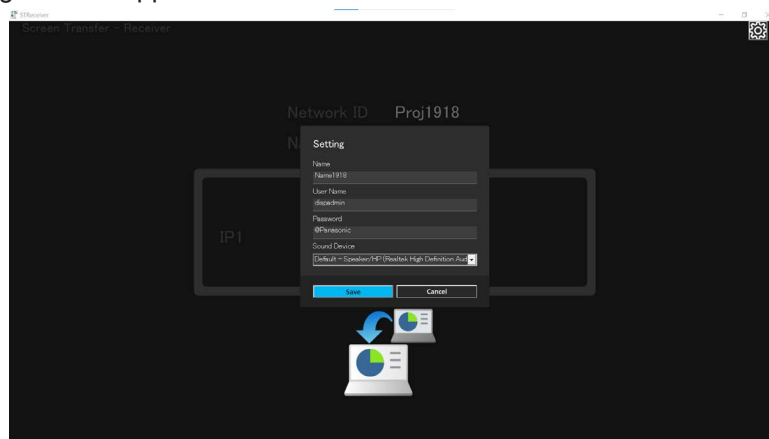 STReceiver
Screen Transfer - Receiver
Network ID Proj1918
N
Setting
Name
Name1918
User Name
dispadmin
Password
@Panasonic
Sound Device
Default - Speaker/HP (Realtek High Definition Aud
IP1
Save Cancel